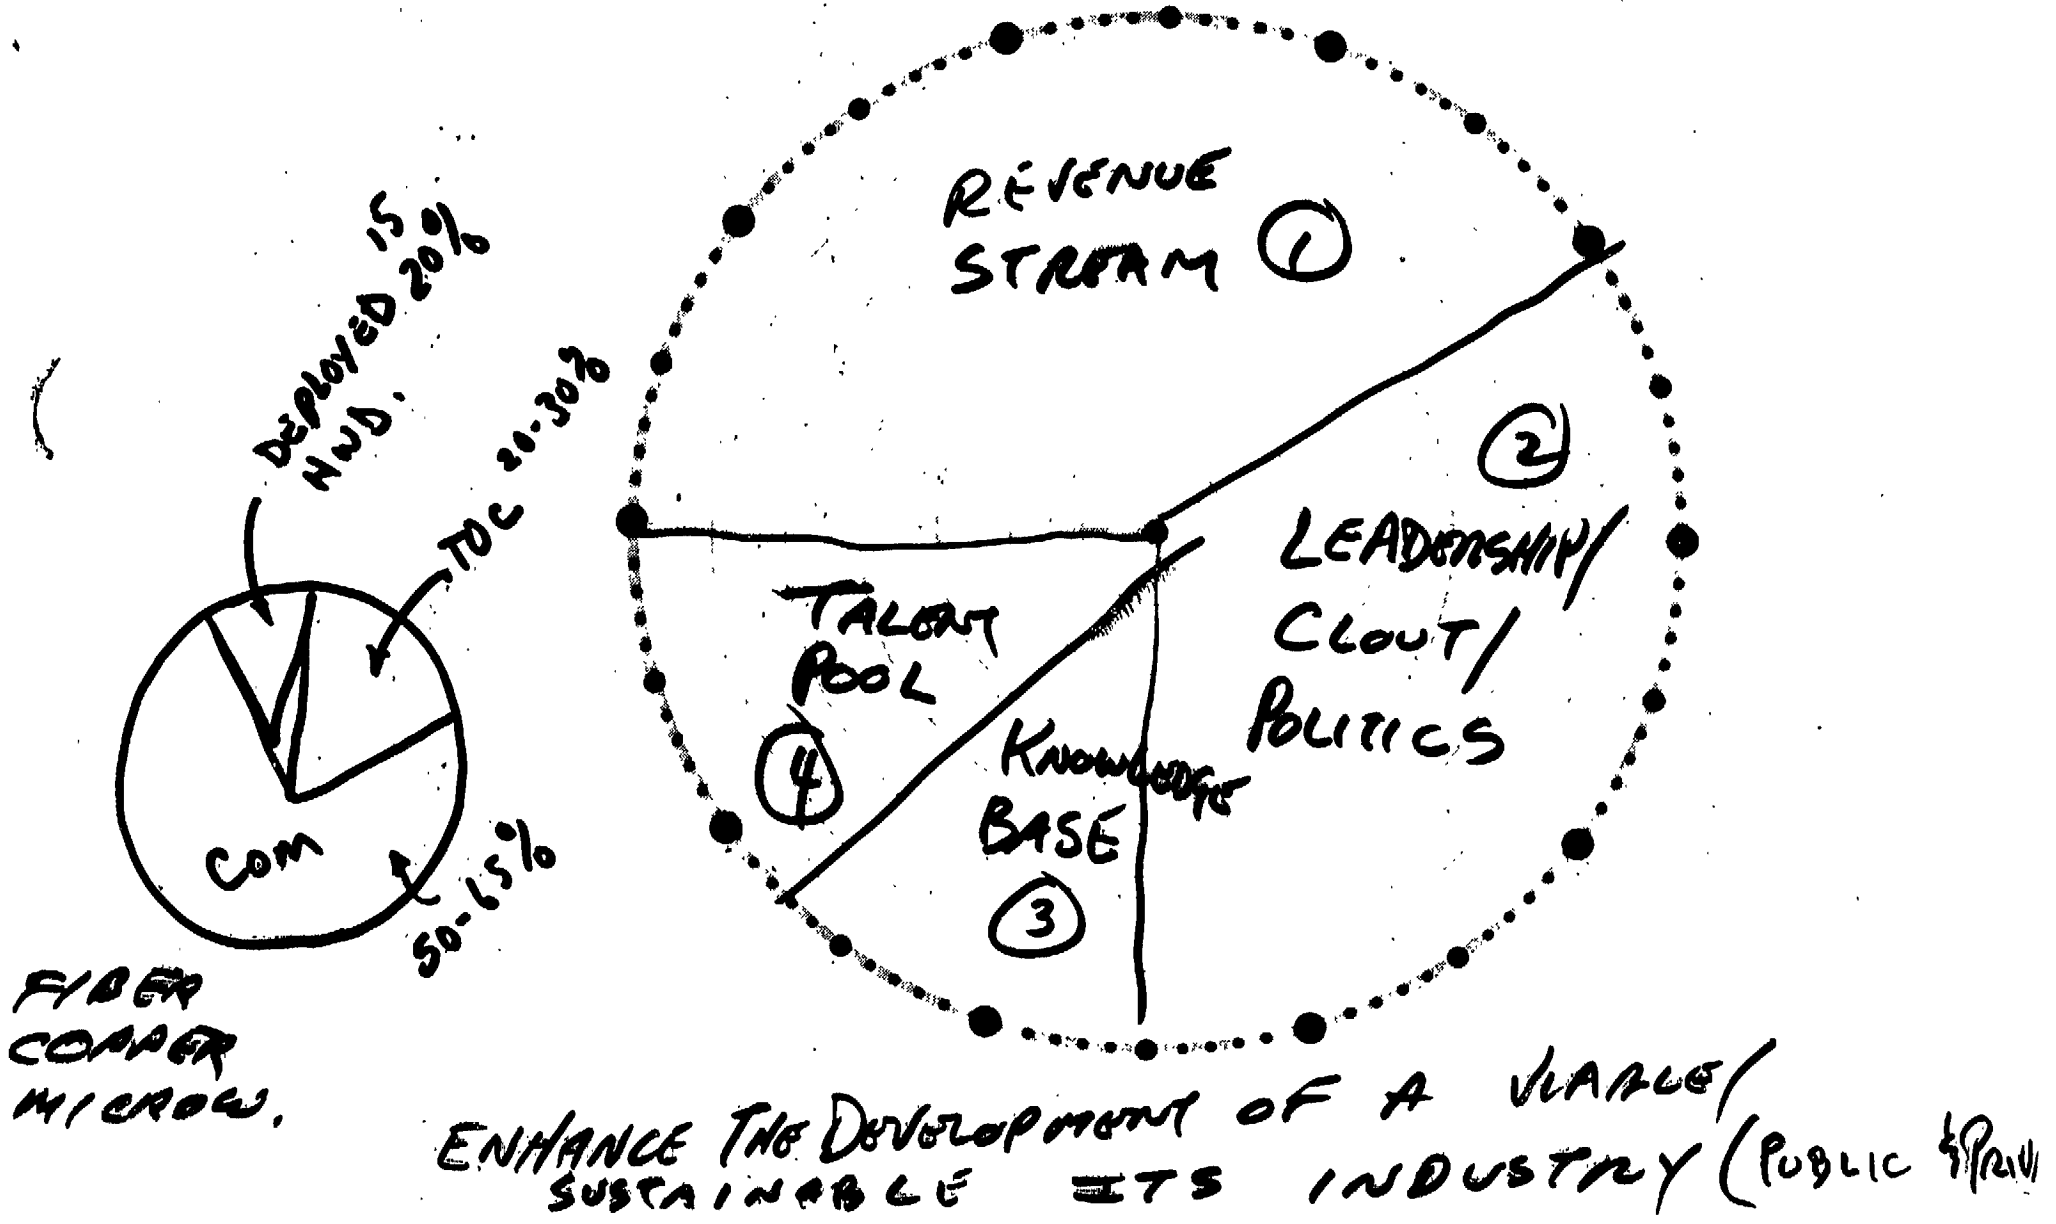 REVENUE
STREAM 1
2
LEADERSHIP/
CLOUT/
POLITICS
KNOWLEDGE
BASE
3
TALENT
POOL
4
15
DEPLOYED 20%
HWD.
TOC 20-30%
COM
50-65%
FIBER
COPPER
MICROW.
ENHANCE THE DEVELOPMENT OF A VIABLE/
SUSTAINABLE ITS INDUSTRY (PUBLIC & PRIV